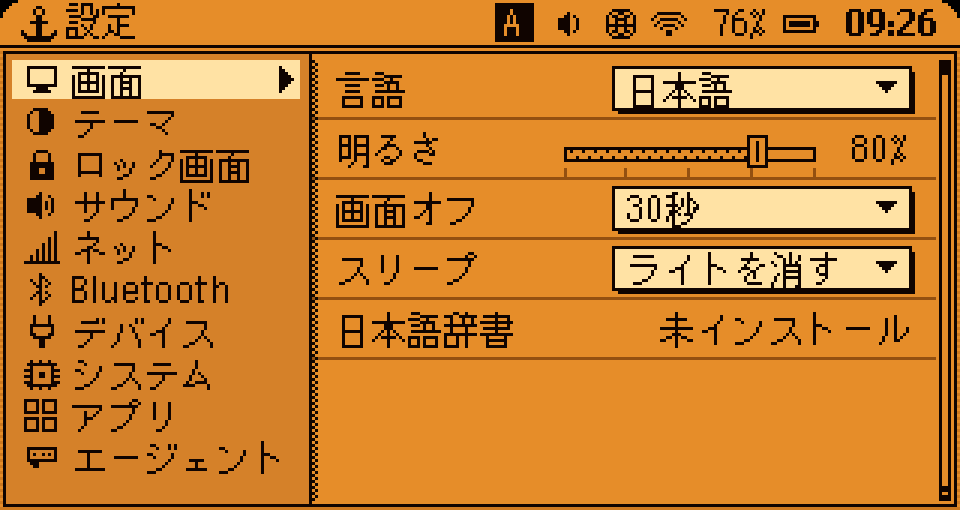 設定 A 76% 09:26
画面
テーマ
ロック画面
サウンド
ネット
Bluetooth
デバイス
システム
アプリ
エージェント
言語 日本語
明るさ 80%
画面オフ 30秒
スリープ ライトを消す
日本語辞書 未インストール